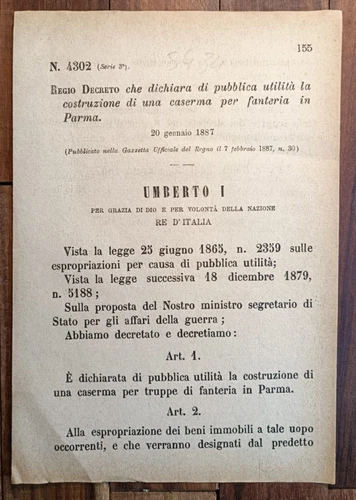 155
N. 4302 (Serie 3ª).
REGIO DECRETO che dichiara di pubblica utilità la
costruzione di una caserma per fanteria in
Parma.
20 gennaio 1887
(Pubblicato nella Gazzetta Ufficiale del Regno il 7 febbraio 1887, n. 30)
UMBERTO I
PER GRAZIA DI DIO E PER VOLONTÀ DELLA NAZIONE
RE D'ITALIA
Vista la legge 25 giugno 1865, n. 2359 sulle
espropriazioni per causa di pubblica utilità;
Vista la legge successiva 18 dicembre 1879,
n. 5188;
Sulla proposta del Nostro ministro segretario di
Stato per gli affari della guerra;
Abbiamo decretato e decretiamo:
Art. 1.
È dichiarata di pubblica utilità la costruzione di
una caserma per truppe di fanteria in Parma.
Art. 2.
Alla espropriazione dei beni immobili a tale uopo
occorrenti, e che verranno designati dal predetto